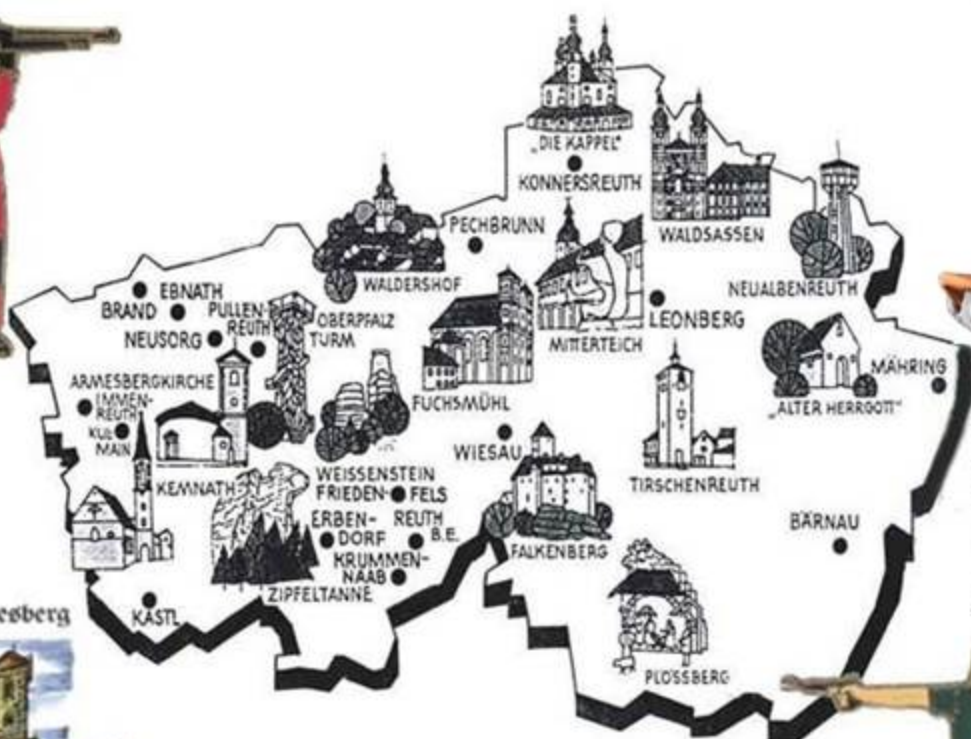 „DIE KAPPEL“
KONNERSREUTH
PECHBRUNN
WALDSASSEN
WALDERSHOF
NEUALBENREUTH
EBNATH
BRAND
PULLEN-
REUTH
OBERPFALZ
TURM
NEUSORG
LEONBERG
MITTERTEICH
MÄHRING
ARMESBERGKIRCHE
IMMEN-
REUTH
FUCHSMÜHL
„ALTER HERRGOTT“
KUL
MAIN
WIESAU
KEMNATH
WEISSENSTEIN
TIRSCHENREUTH
FRIEDEN-FELS
ERBEN-
DORF
REUTH
B.E.
BÄRNAU
FALKENBERG
KRUMMEN-
NAAB
ZIPFELTANNE
KASTL
esberg
PLÖSSBERG